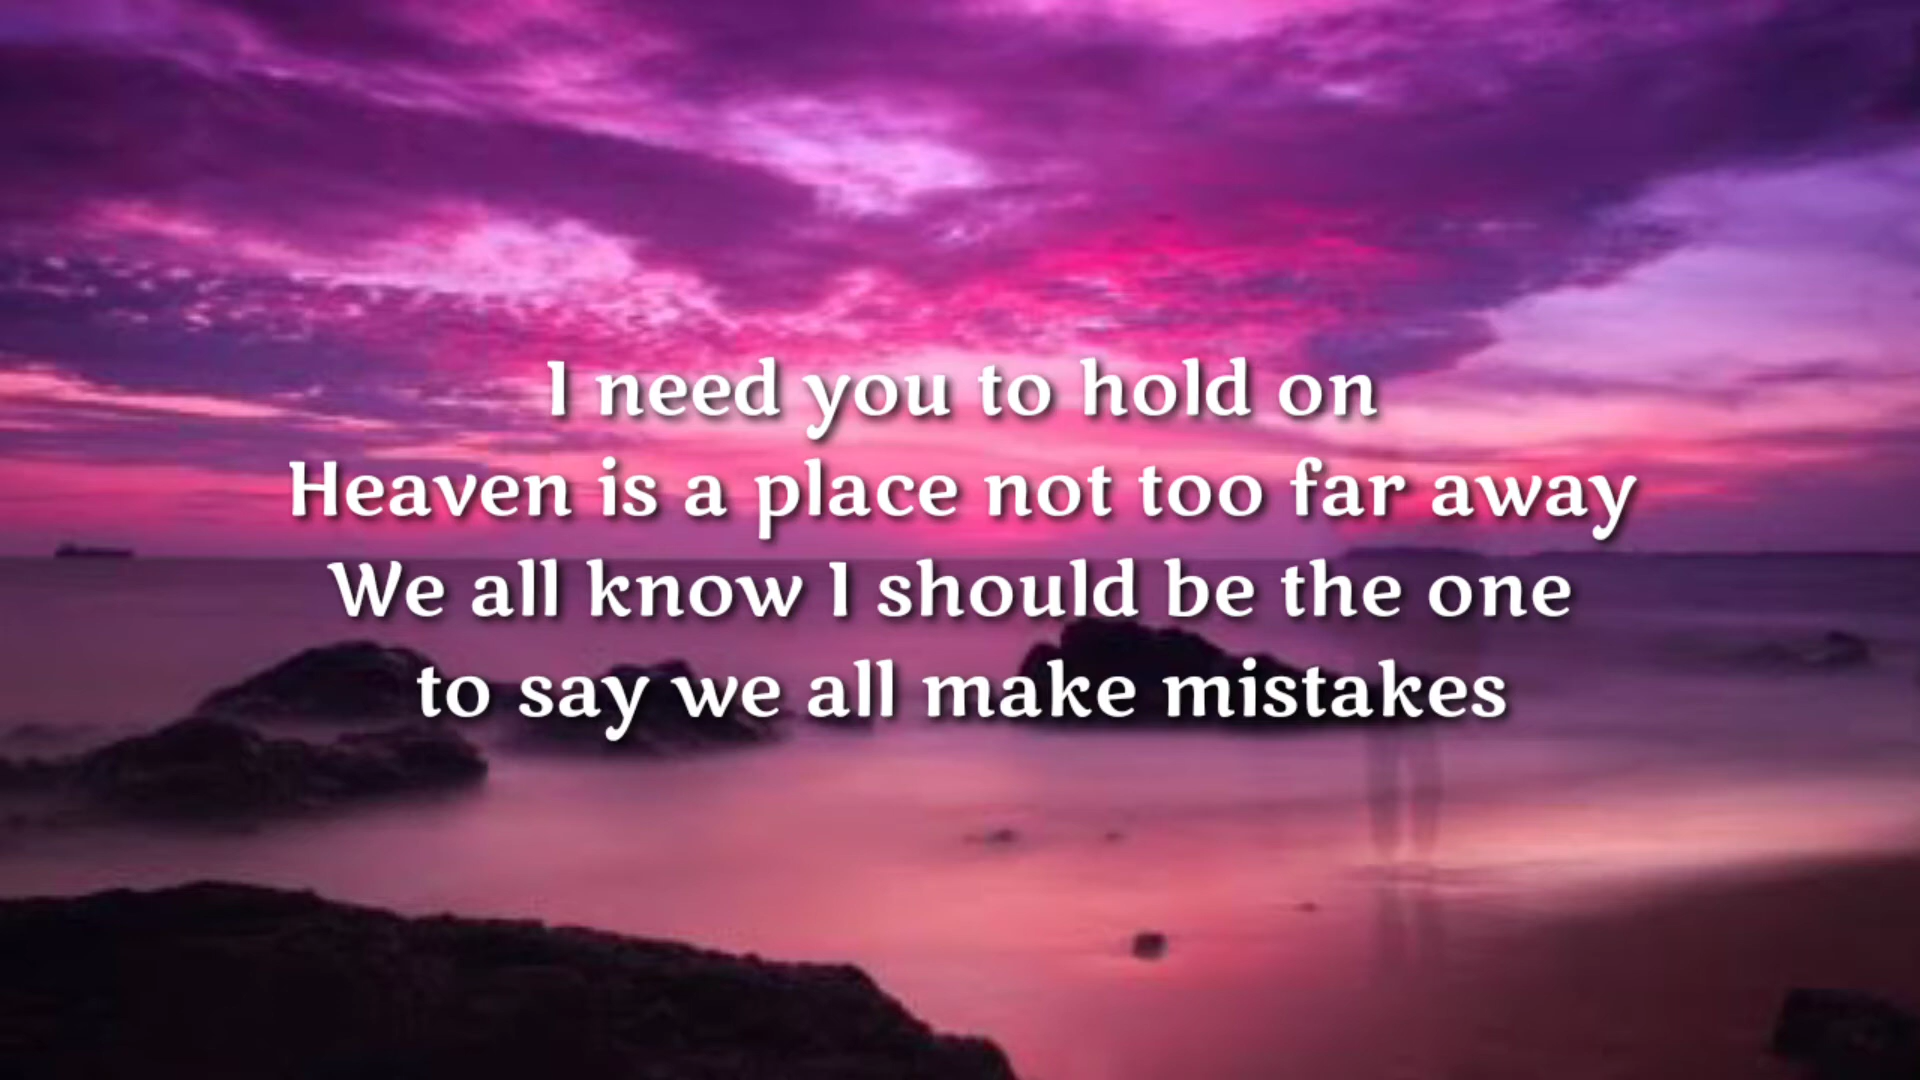 I need you to hold on
Heaven is a place not too far away
We all know I should be the one
to say we all make mistakes